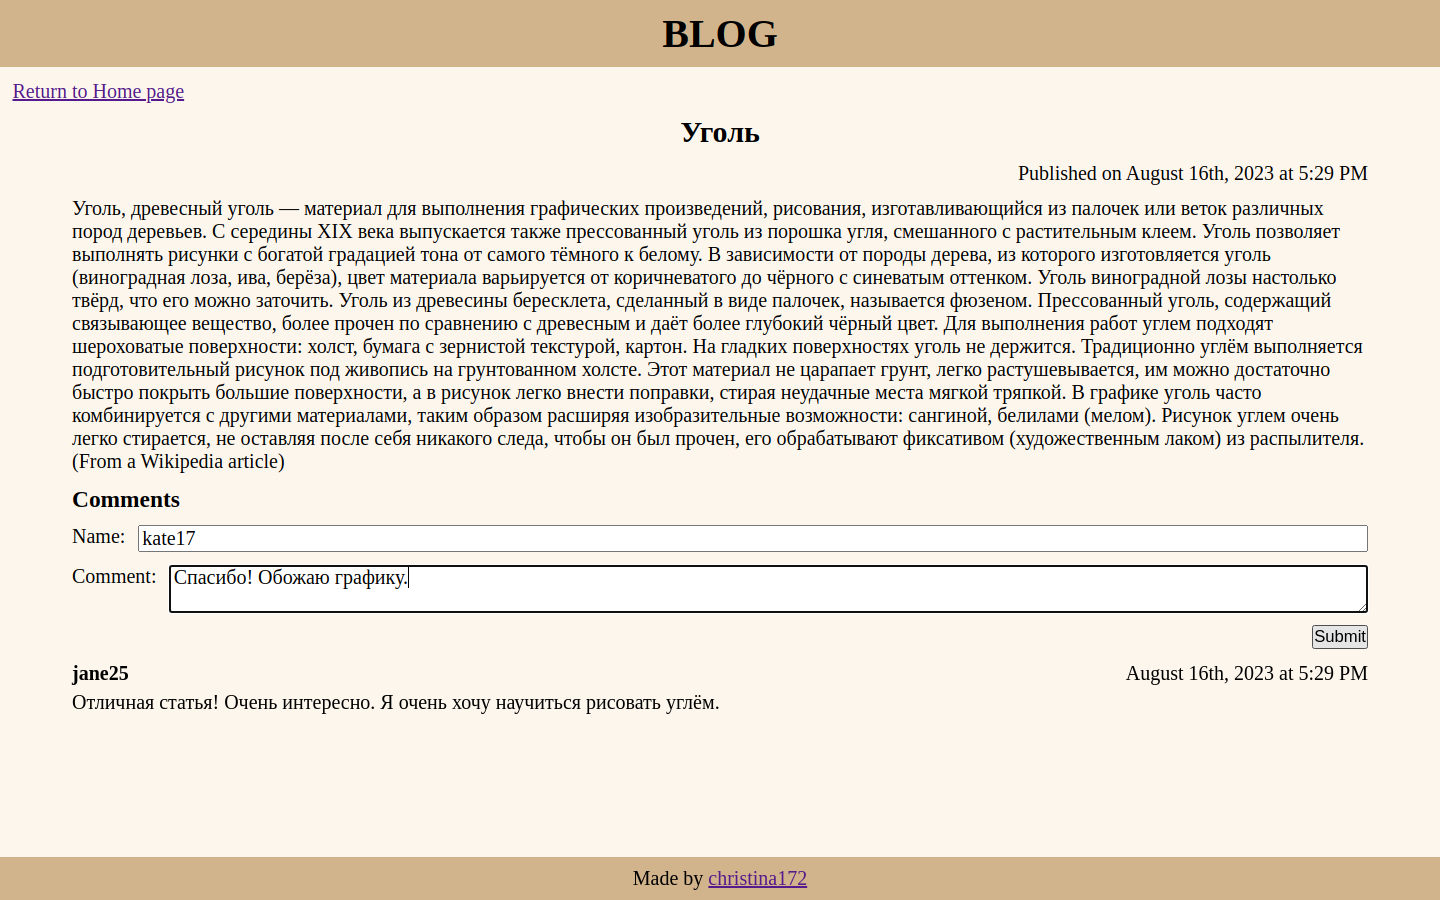 BLOG
Return to Home page
Уголь
Published on August 16th, 2023 at 5:29 PM
Уголь, древесный уголь — материал для выполнения графических произведений, рисования, изготавливающийся из палочек или веток различных
пород деревьев. С середины XIX века выпускается также прессованный уголь из порошка угля, смешанного с растительным клеем. Уголь позволяет
выполнять рисунки с богатой градацией тона от самого тёмного к белому. В зависимости от породы дерева, из которого изготовляется уголь
(виноградная лоза, ива, берёза), цвет материала варьируется от коричневатого до чёрного с синеватым оттенком. Уголь виноградной лозы настолько
твёрд, что его можно заточить. Уголь из древесины бересклета, сделанный в виде палочек, называется фюзеном. Прессованный уголь, содержащий
связывающее вещество, более прочен по сравнению с древесным и даёт более глубокий чёрный цвет. Для выполнения работ углем подходят
шероховатые поверхности: холст, бумага с зернистой текстурой, картон. На гладких поверхностях уголь не держится. Традиционно углём выполняется
подготовительный рисунок под живопись на грунтованном холсте. Этот материал не царапает грунт, легко растушевывается, им можно достаточно
быстро покрыть большие поверхности, а в рисунок легко внести поправки, стирая неудачные места мягкой тряпкой. В графике уголь часто
комбинируется с другими материалами, таким образом расширяя изобразительные возможности: сангиной, белилами (мелом). Рисунок углем очень
легко стирается, не оставляя после себя никакого следа, чтобы он был прочен, его обрабатывают фиксативом (художественным лаком) из распылителя.
(From a Wikipedia article)
Comments
Name: kate17
Comment: Спасибо! Обожаю графику.
Submit
jane25 August 16th, 2023 at 5:29 PM
Отличная статья! Очень интересно. Я очень хочу научиться рисовать углём.
Made by christina172